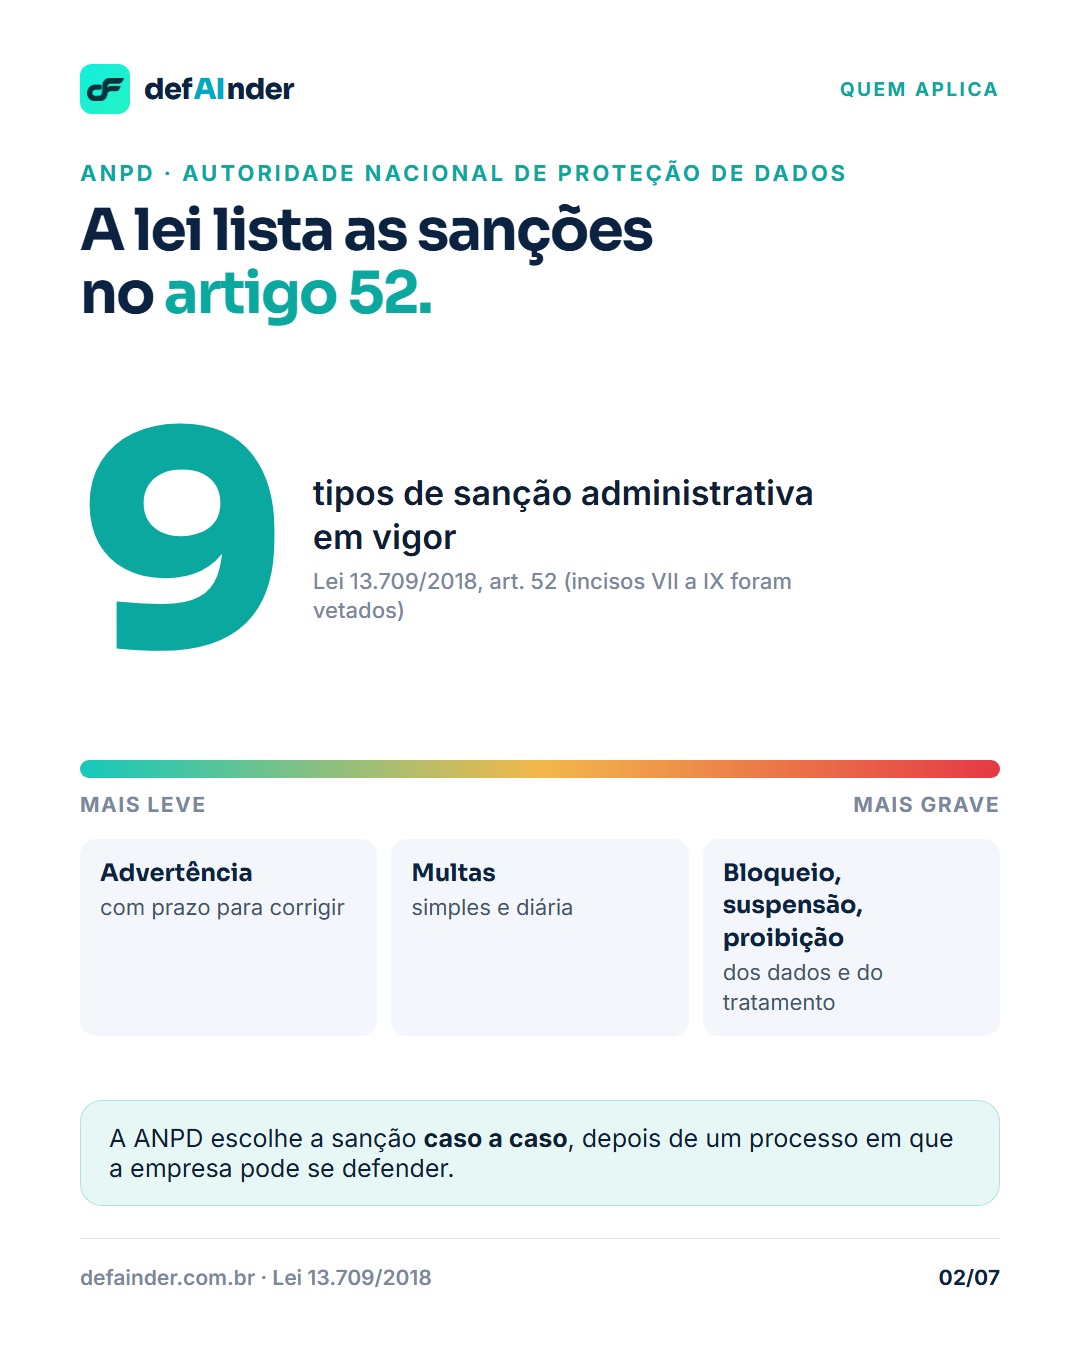 defAInder
QUEM APLICA
ANPD · AUTORIDADE NACIONAL DE PROTEÇÃO DE DADOS
A lei lista as sanções
no artigo 52.
9
tipos de sanção administrativa
em vigor
Lei 13.709/2018, art. 52 (incisos VII a IX foram
vetados)
MAIS LEVE
MAIS GRAVE
Advertência
com prazo para corrigir
Multas
simples e diária
Bloqueio,
suspensão,
proibição
dos dados e do
tratamento
A ANPD escolhe a sanção caso a caso, depois de um processo em que
a empresa pode se defender.
defainder.com.br · Lei 13.709/2018
02/07